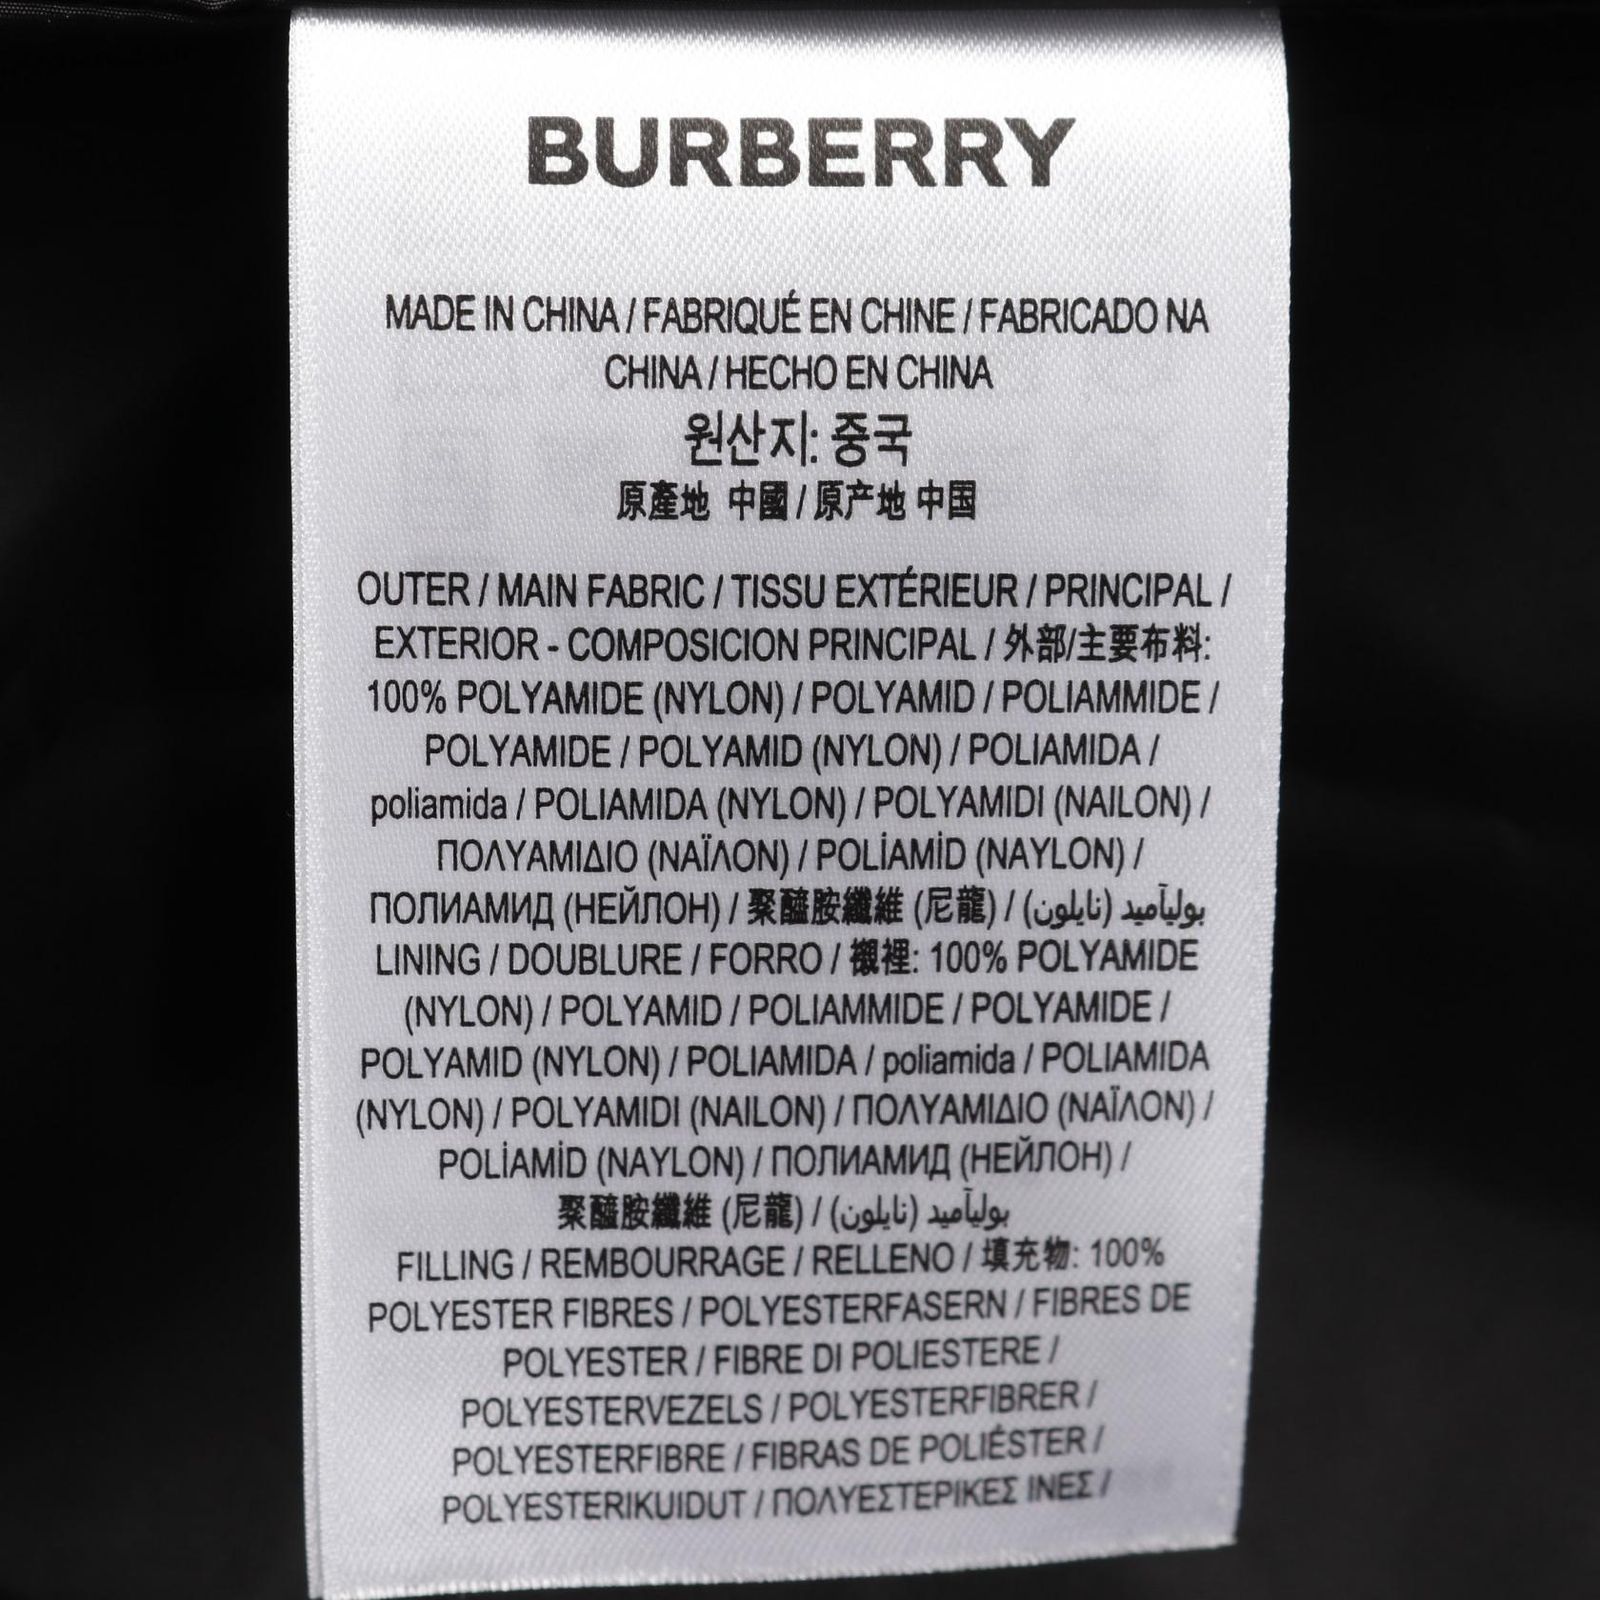 BURBERRY
MADE IN CHINA / FABRIQUÉ EN CHINE / FABRICADO NA
CHINA / HECHO EN CHINA
원산지: 중국
原產地 中國 / 原产地 中国
OUTER / MAIN FABRIC / TISSU EXTÉRIEUR / PRINCIPAL /
EXTERIOR - COMPOSICION PRINCIPAL / 外部/主要布料:
100% POLYAMIDE (NYLON) / POLYAMID / POLIAMMIDE /
POLYAMIDE / POLYAMID (NYLON) / POLIAMIDA /
poliamida / POLIAMIDA (NYLON) / POLYAMIDI (NAILON) /
ΠΟΛΥΑΜΙΔΙΟ (ΝΑΪΛΟΝ) / POLİAMİD (NAYLON) /
ПОЛИАМИД (НЕЙЛОН) / 聚醯胺纖維 (尼龍) / بوليآميد (نايلون)
LINING / DOUBLURE / FORRO / 襯裡: 100% POLYAMIDE
(NYLON) / POLYAMID / POLIAMMIDE / POLYAMIDE /
POLYAMID (NYLON) / POLIAMIDA / poliamida / POLIAMIDA
(NYLON) / POLYAMIDI (NAILON) / ΠΟΛΥΑΜΙΔΙΟ (ΝΑΪΛΟΝ) /
POLİAMİD (NAYLON) / ПОЛИАМИД (НЕЙЛОН) /
聚醯胺纖維 (尼龍) / بوليآميد (نايلون)
FILLING / REMBOURRAGE / RELLENO / 填充物: 100%
POLYESTER FIBRES / POLYESTERFASERN / FIBRES DE
POLYESTER / FIBRE DI POLIESTERE /
POLYESTERVEZELS / POLYESTERFIBRER /
POLYESTERFIBRE / FIBRAS DE POLIÉSTER /
POLYESTERIKUIDUT / ΠΟΛΥΕΣΤΕΡΙΚΕΣ ΙΝΕΣ /